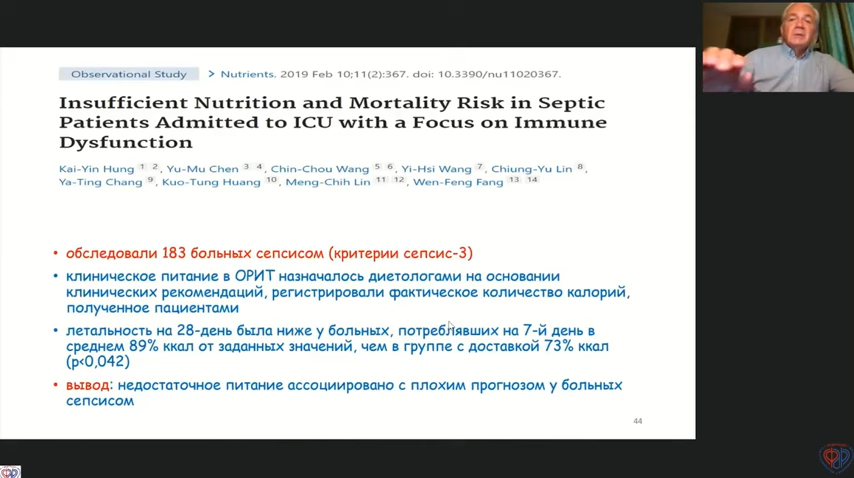 Observational Study > Nutrients. 2019 Feb 10;11(2):367. doi: 10.3390/nu11020367.
Insufficient Nutrition and Mortality Risk in Septic
Patients Admitted to ICU with a Focus on Immune
Dysfunction
Kai-Yin Hung 1 2, Yu-Mu Chen 3 4, Chin-Chou Wang 5 6, Yi-Hsi Wang 7, Chiung-Yu Lin 8,
Ya-Ting Chang 9, Kuo-Tung Huang 10, Meng-Chih Lin 11 12, Wen-Feng Fang 13 14
• обследовали 183 больных сепсисом (критерии сепсис-3)
• клиническое питание в ОРИТ назначалось диетологами на основании
клинических рекомендаций, регистрировали фактическое количество калорий,
полученное пациентами
• летальность на 28-день была ниже у больных, потреблявших на 7-й день в
среднем 89% ккал от заданных значений, чем в группе с доставкой 73% ккал
(р<0,042)
• вывод: недостаточное питание ассоциировано с плохим прогнозом у больных
сепсисом
44